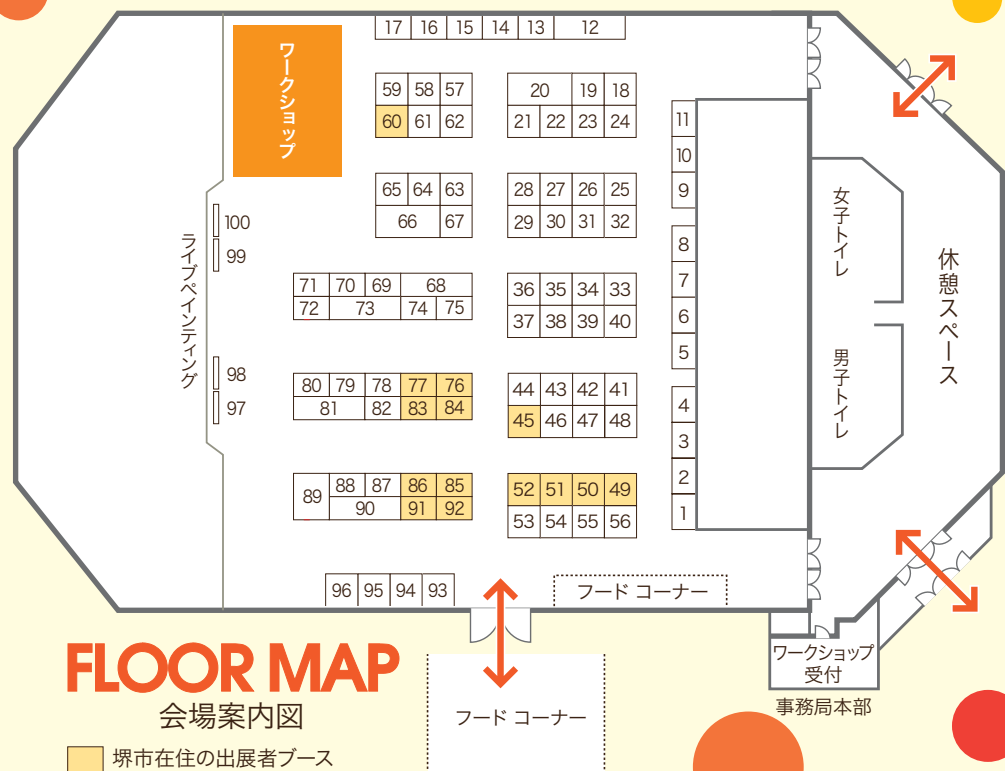 17 16 15 14 13 12
ワークショップ
59 58 57
60 61 62
20 19 18
21 22 23 24
11
10
9
8
7
6
5
4
3
2
1
65 64 63
66 67
28 27 26 25
29 30 31 32
100
99
ライブペインティング
98
97
71 70 69 68
72 73 74 75
36 35 34 33
37 38 39 40
80 79 78 77 76
81 82 83 84
44 43 42 41
45 46 47 48
89 88 87 86 85
90 91 92
52 51 50 49
53 54 55 56
96 95 94 93
女子トイレ
男子トイレ
休憩スペース
フード コーナー
フード コーナー
ワークショップ
受付
事務局本部
FLOOR MAP
会場案内図
堺市在住の出展者ブース